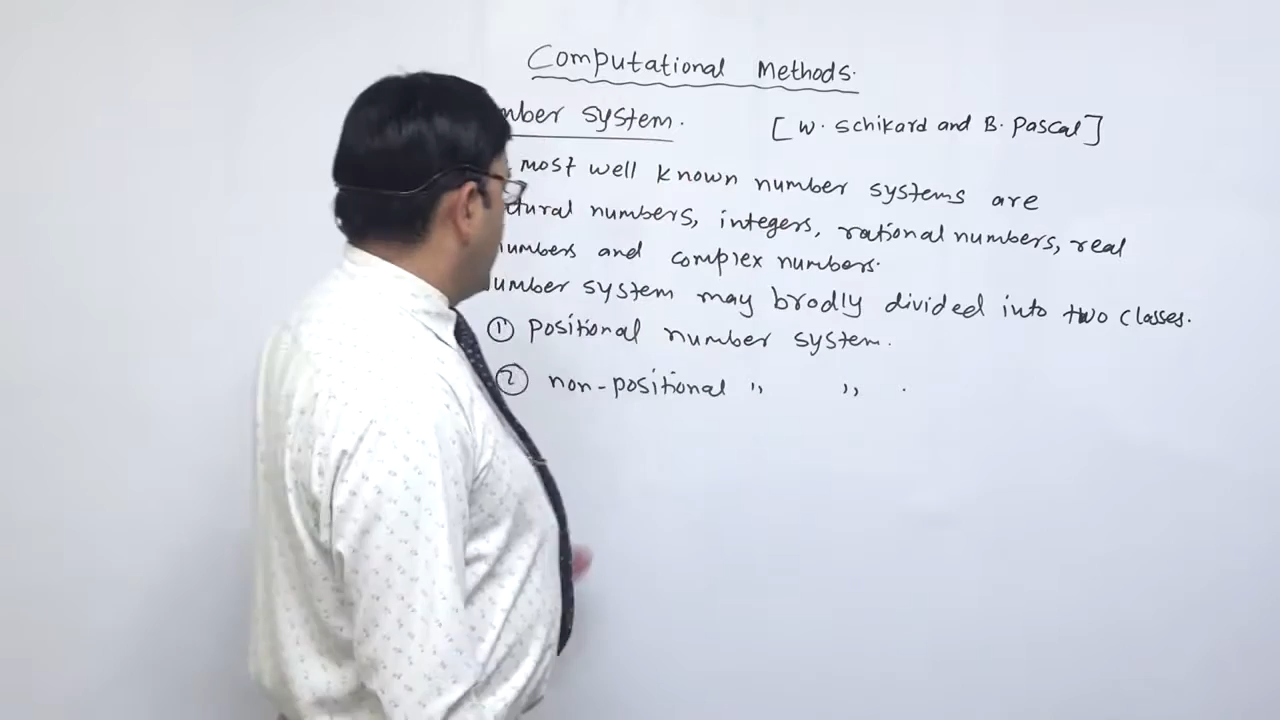 Computational Methods.
mber system. [W. Schikard and B. Pascal]
most well known number systems are
tural numbers, integers, rational numbers, real
numbers and complex numbers.
umber system may brodly divided into two classes.
① positional number system.
② non-positional " " .